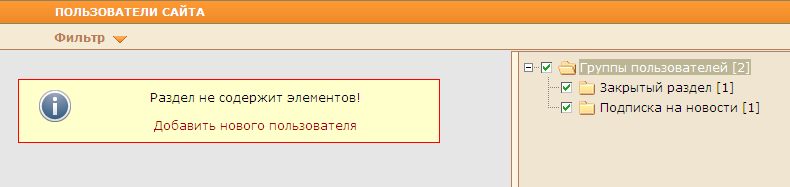 ПОЛЬЗОВАТЕЛИ САЙТА
Фильтр
Раздел не содержит элементов!
Добавить нового пользователя
Группы пользователей [2]
Закрытый раздел [1]
Подписка на новости [1]